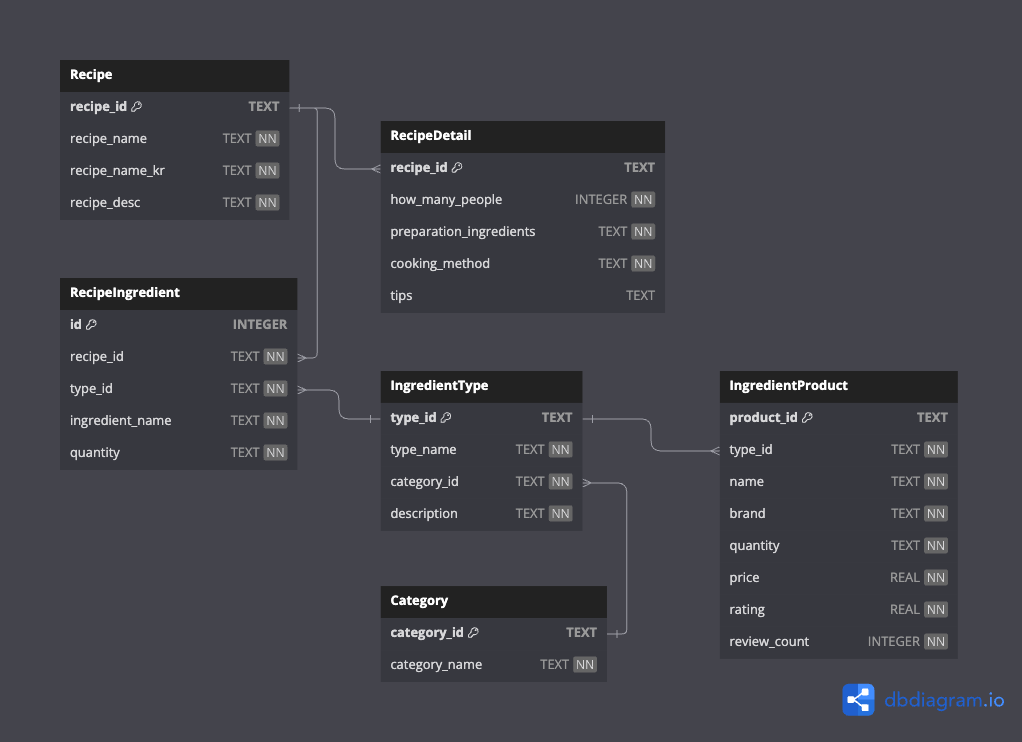 Recipe
recipe_id TEXT
recipe_name TEXT NN
recipe_name_kr TEXT NN
recipe_desc TEXT NN
RecipeDetail
recipe_id TEXT
how_many_people INTEGER NN
preparation_ingredients TEXT NN
cooking_method TEXT NN
tips TEXT
RecipeIngredient
id INTEGER
recipe_id TEXT NN
type_id TEXT NN
ingredient_name TEXT NN
quantity TEXT NN
IngredientType
type_id TEXT
type_name TEXT NN
category_id TEXT NN
description TEXT NN
IngredientProduct
product_id TEXT
type_id TEXT NN
name TEXT NN
brand TEXT NN
quantity TEXT NN
price REAL NN
rating REAL NN
review_count INTEGER NN
Category
category_id TEXT
category_name TEXT NN
dbdiagram.io